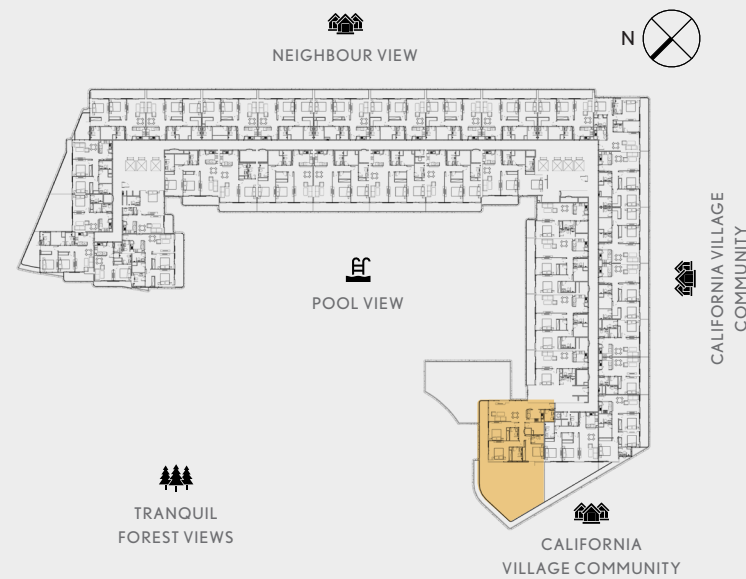 NEIGHBOUR VIEW
N
CALIFORNIA VILLAGE
COMMUNITY
POOL VIEW
TRANQUIL
FOREST VIEWS
CALIFORNIA
VILLAGE COMMUNITY